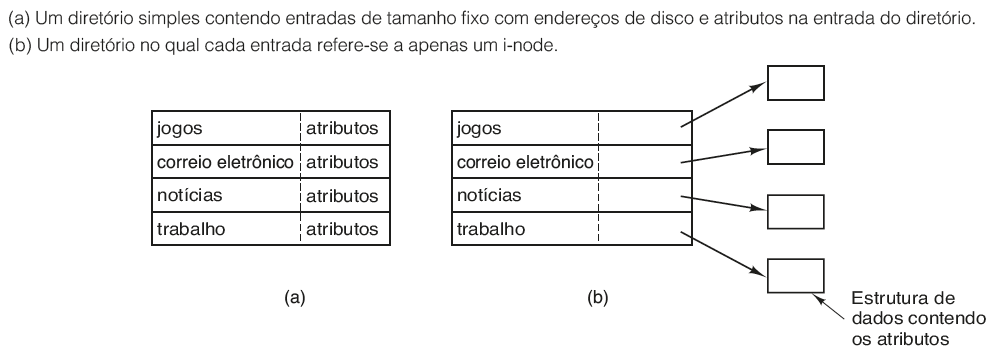 (a) Um diretório simples contendo entradas de tamanho fixo com endereços de disco e atributos na entrada do diretório.
(b) Um diretório no qual cada entrada refere-se a apenas um i-node.
jogos atributos
correio eletrônico atributos
notícias atributos
trabalho atributos
(a)
jogos
correio eletrônico
notícias
trabalho
(b)
Estrutura de
dados contendo
os atributos